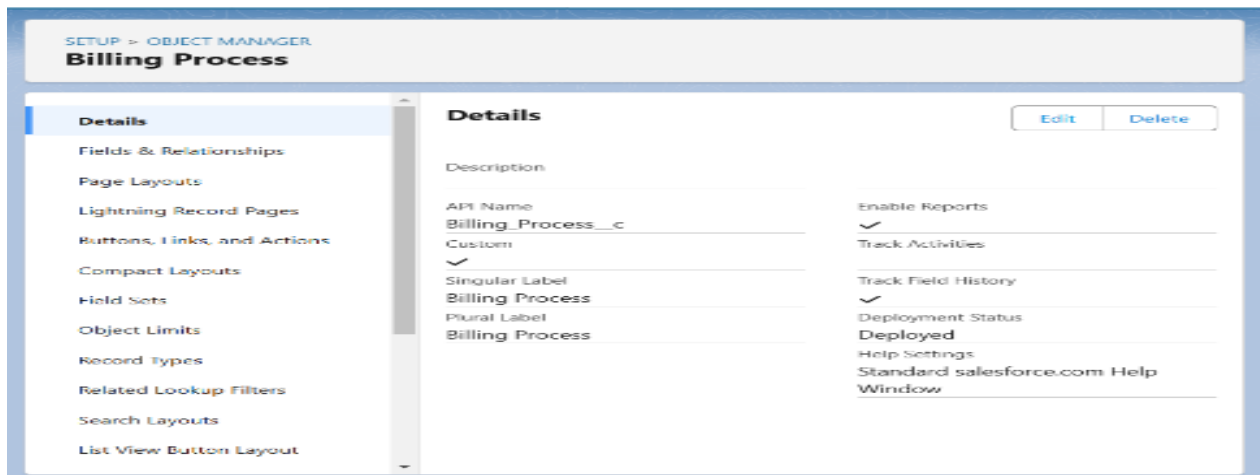 SETUP > OBJECT MANAGER
Billing Process
Details
Fields & Relationships
Page Layouts
Lightning Record Pages
Buttons, Links, and Actions
Compact Layouts
Field Sets
Object Limits
Record Types
Related Lookup Filters
Search Layouts
List View Button Layout
Details
Edit
Delete
Description
API Name
Billing_Process__c
Custom
Singular Label
Billing Process
Plural Label
Billing Process
Enable Reports
Track Activities
Track Field History
Deployment Status
Deployed
Help Settings
Standard salesforce.com Help
Window